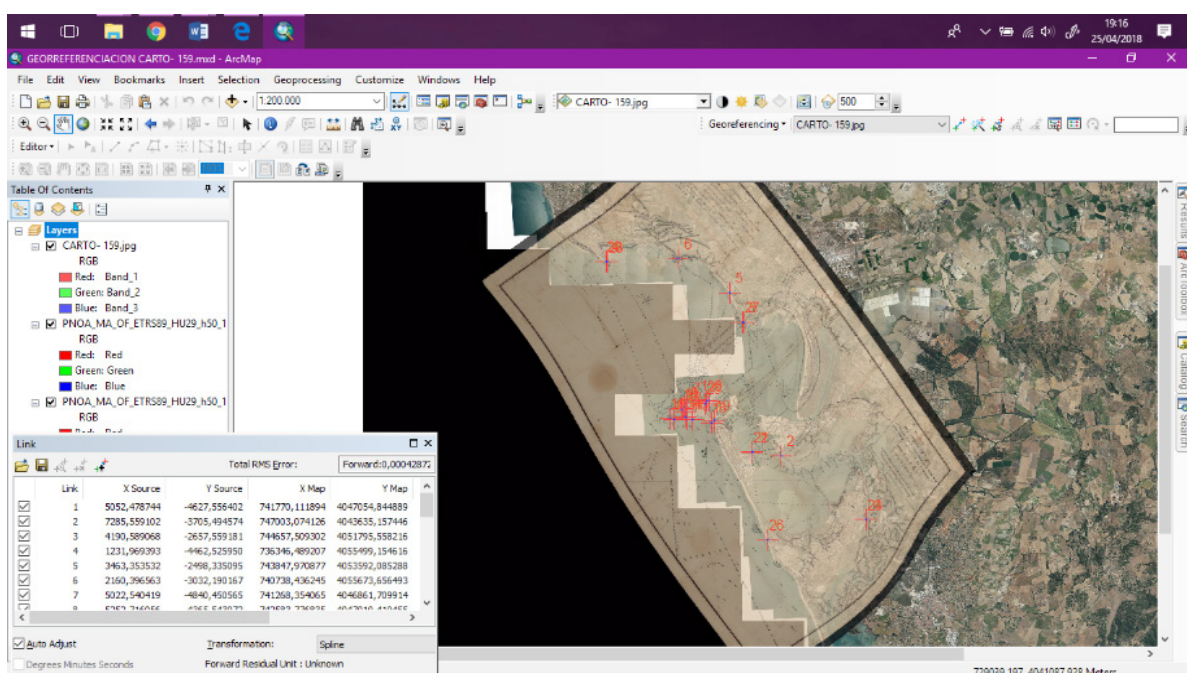 19:16
25/04/2018
GEORREFERENCIACION CARTO- 159.mxd - ArcMap
File Edit View Bookmarks Insert Selection Geoprocessing Customize Windows Help
1:200.000
CARTO- 159.jpg
500
Georeferencing
CARTO- 159.jpg
Editor
Table Of Contents
Layers
CARTO- 159.jpg
RGB
Red: Band_1
Green: Band_2
Blue: Band_3
PNOA_MA_OF_ETRS89_HU29_h50_1
RGB
Red: Red
Green: Green
Blue: Blue
PNOA_MA_OF_ETRS89_HU29_h50_1
RGB
Results
ArcToolbox
Catalog
Search
6
5
27
22
2
26
Link
Total RMS Error: Forward:0,00042872
Link X Source Y Source X Map Y Map
1 5052,478744 -4627,556402 741770,111894 4047054,844889
2 7285,559102 -3705,494574 747003,074126 4043635,157446
3 4190,589068 -2657,559181 744657,509302 4051795,558216
4 1231,969393 -4462,525950 736346,489207 4055499,154616
5 3463,353532 -2498,335095 743847,970877 4053592,085288
6 2160,396563 -3032,190167 740738,436245 4055673,656493
7 5022,540419 -4840,450565 741268,354065 4046861,709914
Auto Adjust
Transformation: Spline
Degrees Minutes Seconds
Forward Residual Unit : Unknown
729039,197 4041087,928 Meters